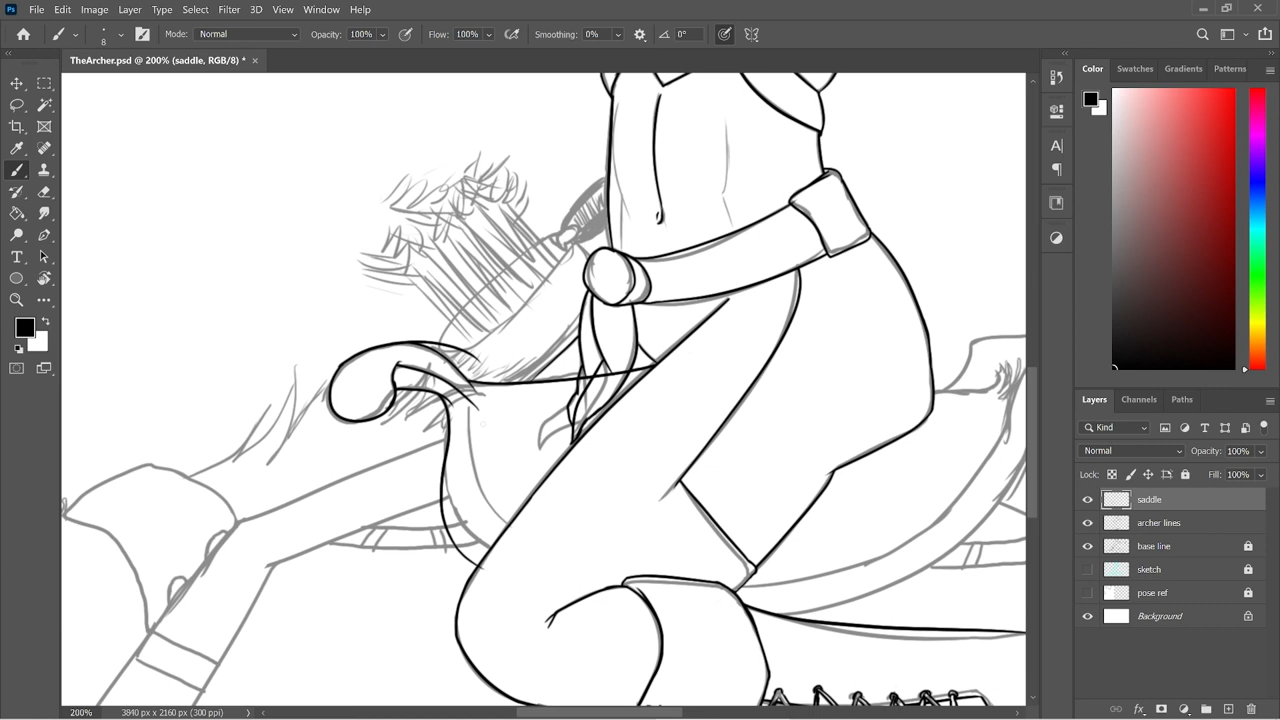 Ps File Edit Image Layer Type Select Filter 3D View Window Help
8 Mode: Normal Opacity: 100% Flow: 100% Smoothing: 0% 0°
TheArcher.psd @ 200% (saddle, RGB/8) *
Color Swatches Gradients Patterns
Layers Channels Paths
Kind
Normal Opacity: 100%
Lock: Fill: 100%
saddle
archer lines
base line
sketch
pose ref
Background
200% 3840 px x 2160 px (300 ppi)